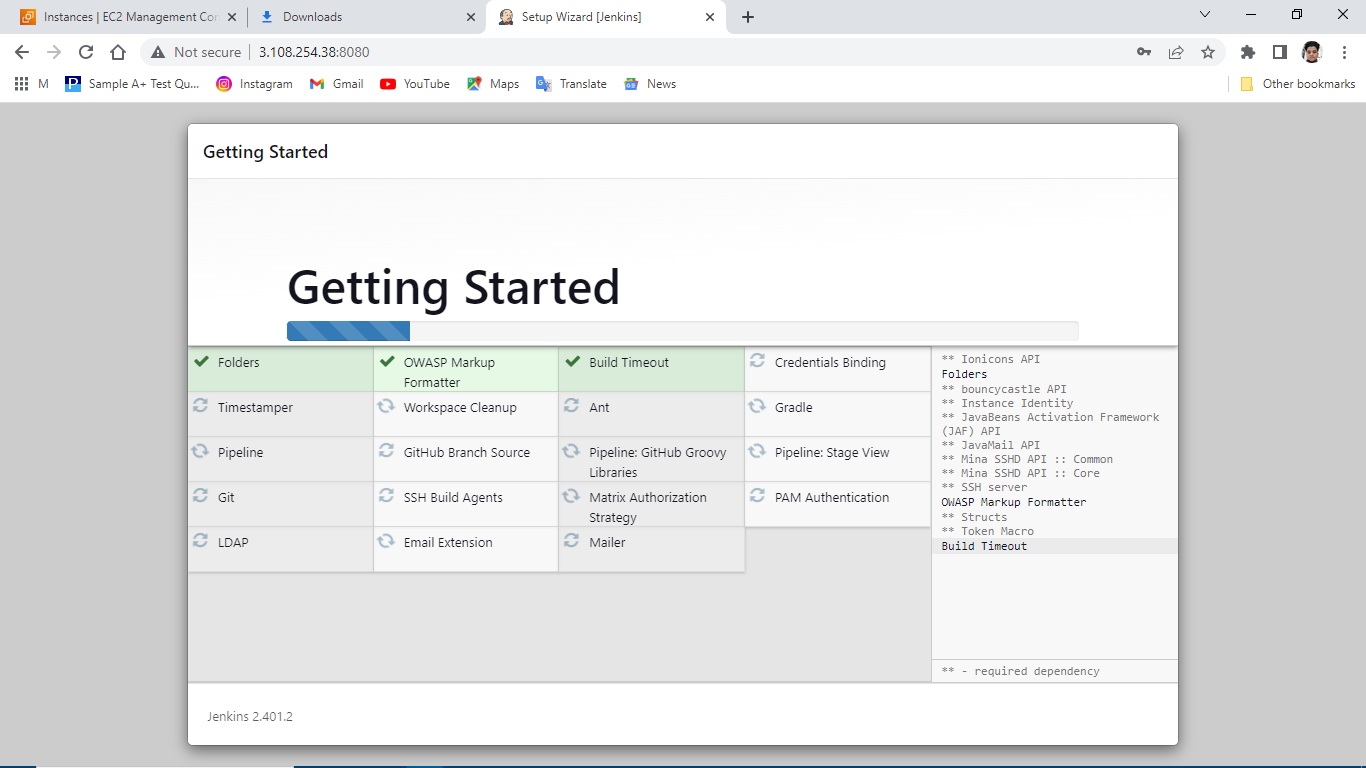 Instances | EC2 Management Con
Downloads
Setup Wizard [Jenkins]
Not secure
3.108.254.38:8080
M
Sample A+ Test Qu...
Instagram
Gmail
YouTube
Maps
Translate
News
Other bookmarks
Getting Started
Getting Started
Folders
OWASP Markup
Formatter
Build Timeout
Credentials Binding
Timestamper
Workspace Cleanup
Ant
Gradle
Pipeline
GitHub Branch Source
Pipeline: GitHub Groovy
Libraries
Pipeline: Stage View
Git
SSH Build Agents
Matrix Authorization
Strategy
PAM Authentication
LDAP
Email Extension
Mailer
** Ionicons API
Folders
** bouncycastle API
** Instance Identity
** JavaBeans Activation Framework
(JAF) API
** JavaMail API
** Mina SSHD API :: Common
** Mina SSHD API :: Core
** SSH server
OWASP Markup Formatter
** Structs
** Token Macro
Build Timeout
** - required dependency
Jenkins 2.401.2